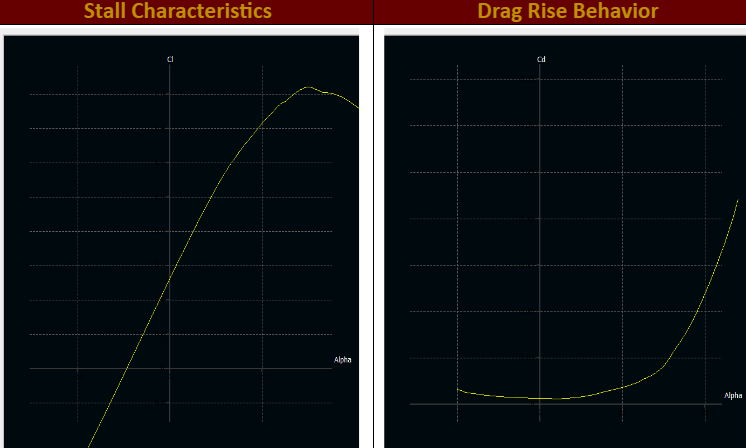 Stall Characteristics
Drag Rise Behavior
Cl
Alpha
Cd
Alpha